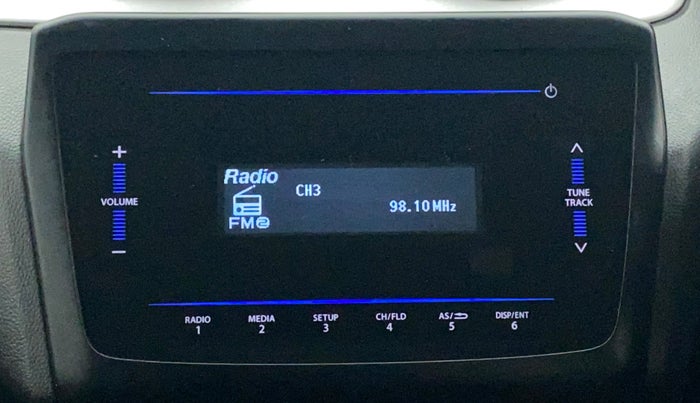 +
VOLUME
−
Radio
CH3
98.10MHz
FM2
TUNE
TRACK
RADIO
1
MEDIA
2
SETUP
3
CH/FLD
4
AS/
5
DISP/ENT
6